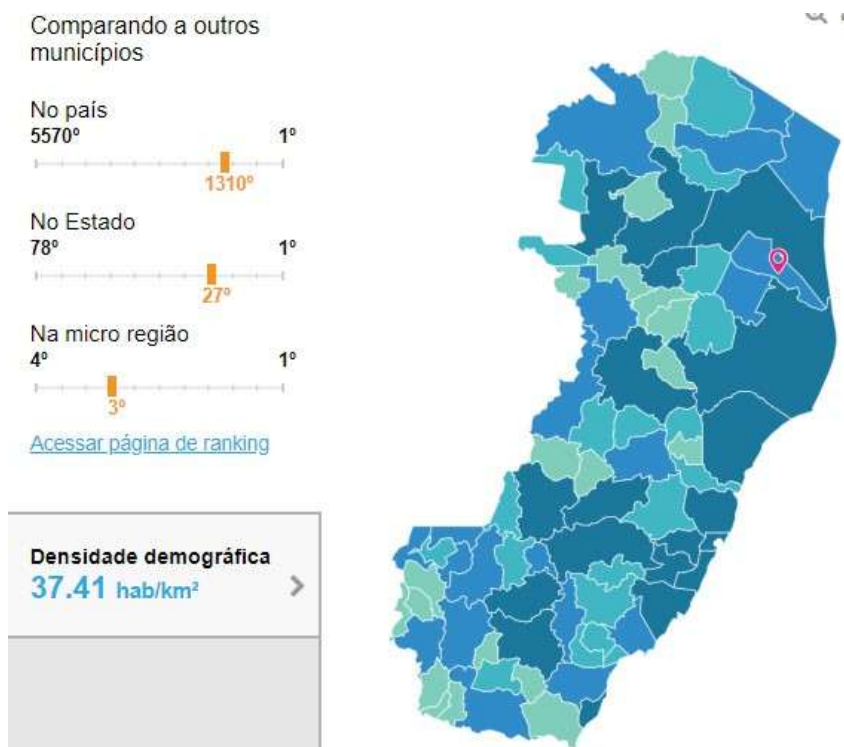 Comparando a outros
municípios
No país
5570º 1º
1310º
No Estado
78º 1º
27º
Na micro região
4º 1º
3º
Acessar página de ranking
Densidade demográfica
37.41 hab/km²